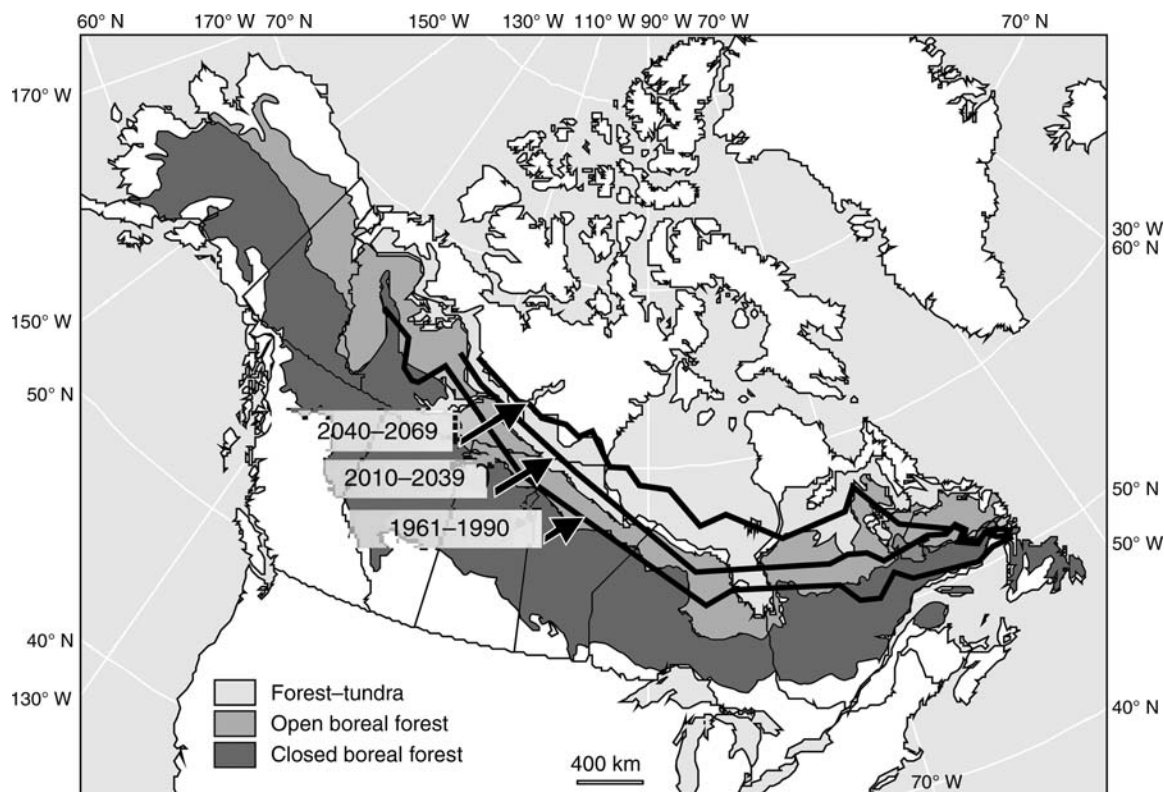 60° N 170° W 70° N 150° W 130° W 110° W 90° W 70° W 70° N
170° W
30° W
60° N
150° W
50° N
2040–2069
2010–2039
1961–1990
50° N
50° W
40° N
130° W
40° N
Forest–tundra
Open boreal forest
Closed boreal forest
400 km
70° W